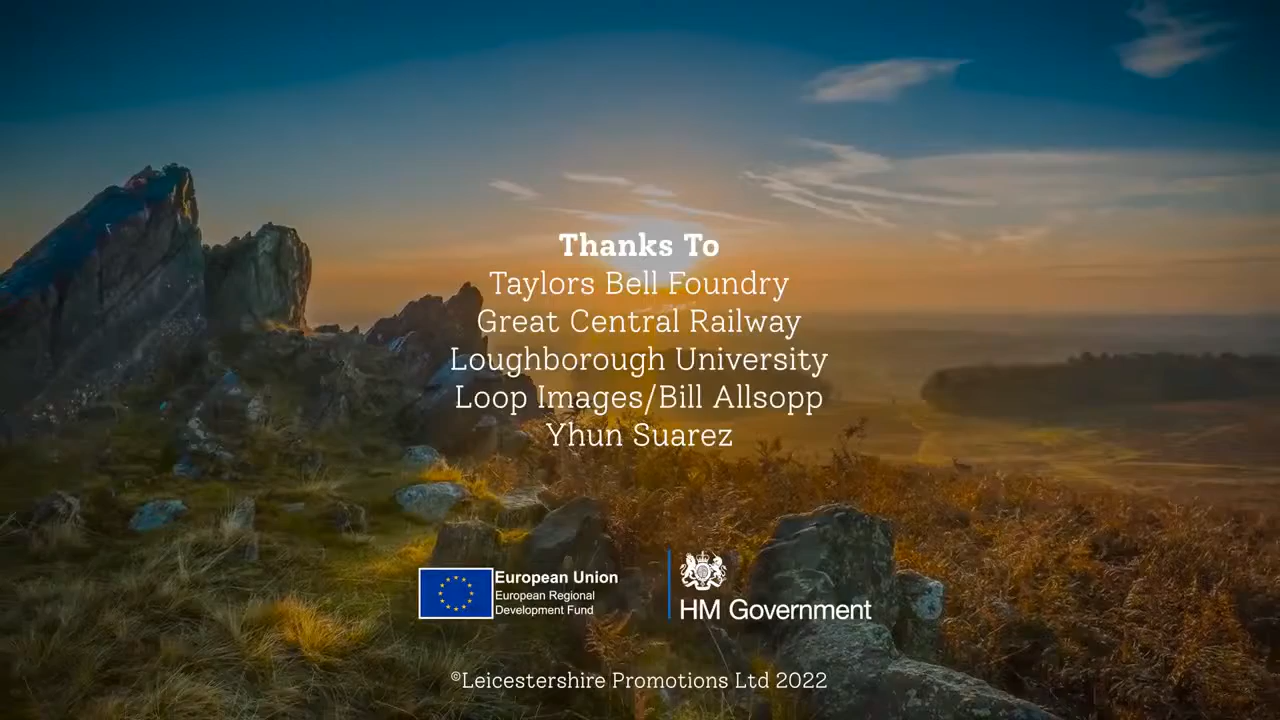 Thanks To
Taylors Bell Foundry
Great Central Railway
Loughborough University
Loop Images/Bill Allsopp
Yhun Suarez
European Union
European Regional
Development Fund
HM Government
©Leicestershire Promotions Ltd 2022